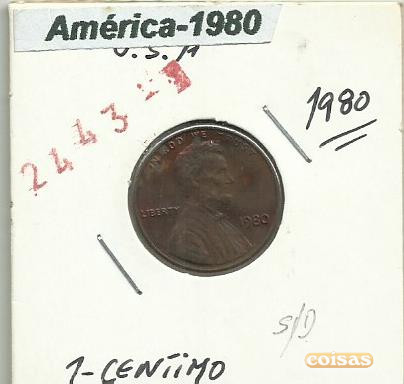 América-1980
U.S.A
2443
1980
IN GOD WE TRUST
LIBERTY
1980
S/D
coisas
1-CENTIMO